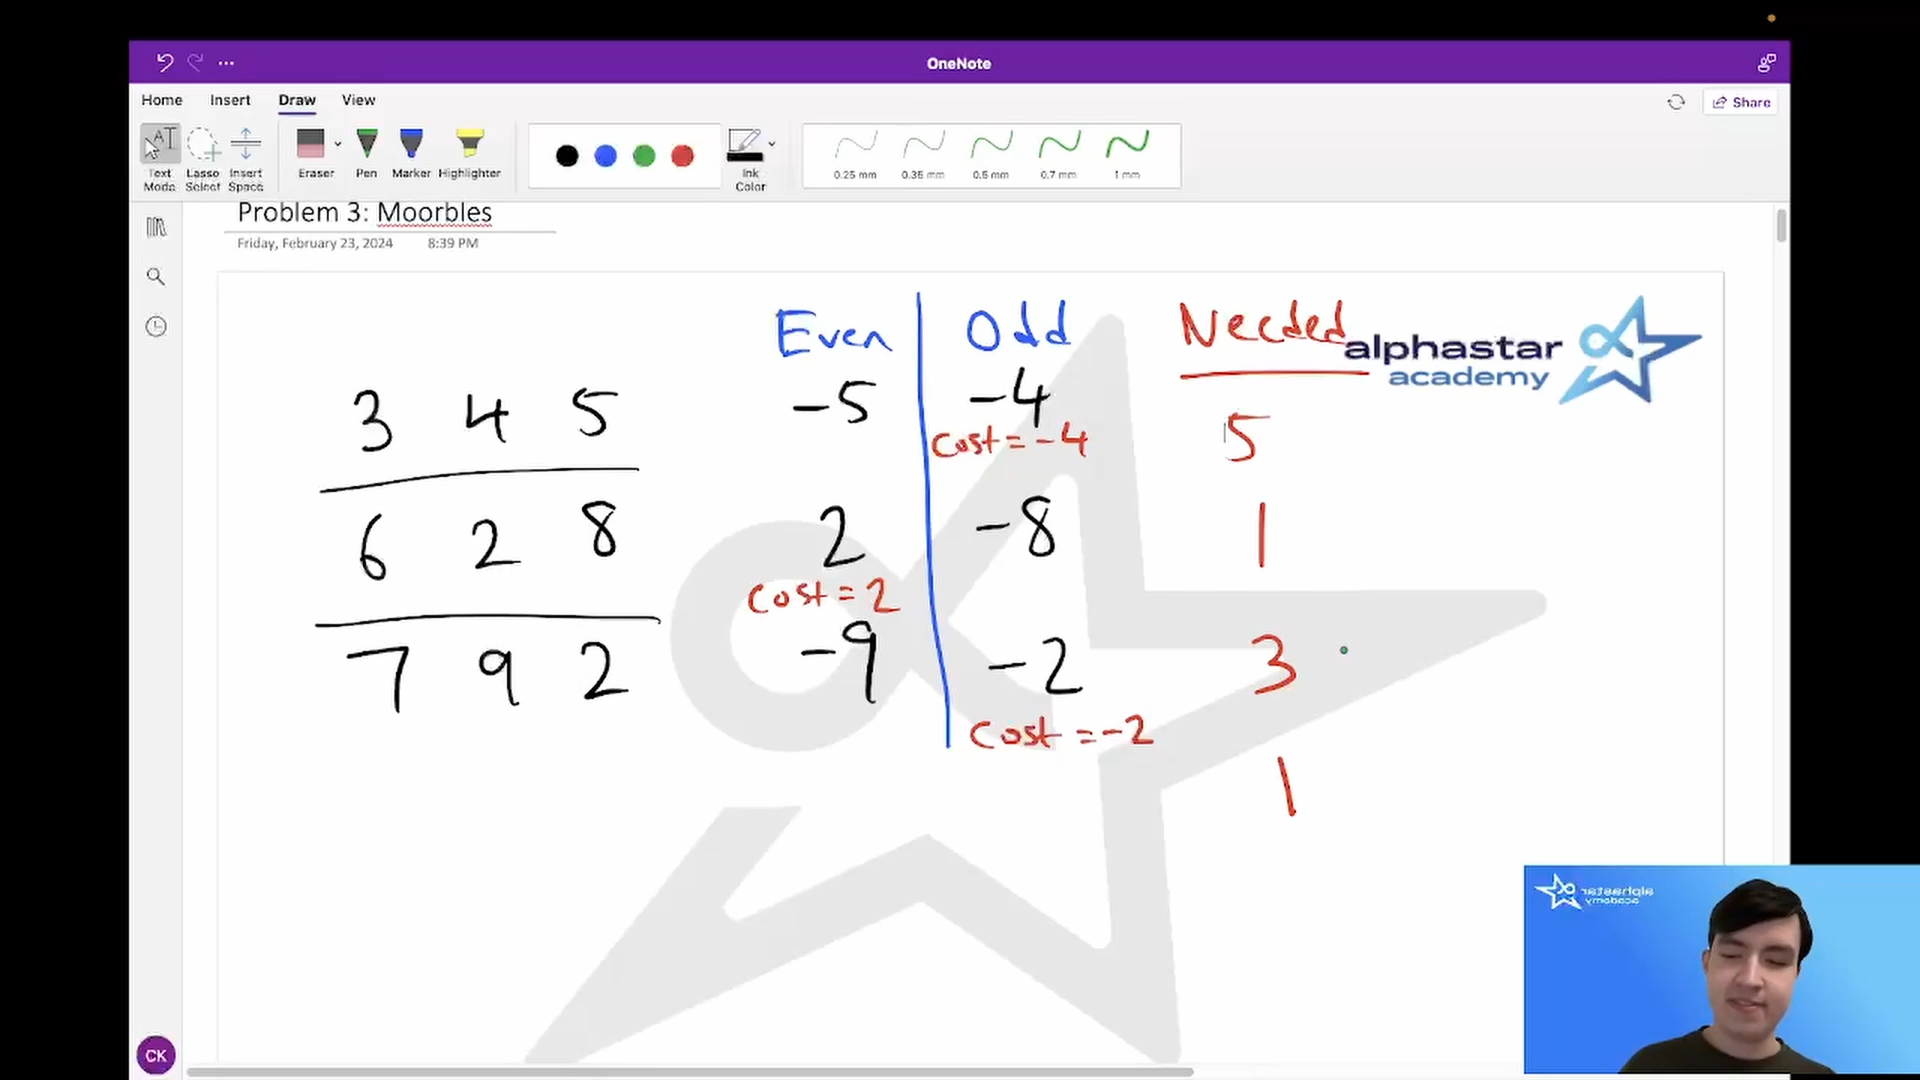 OneNote
Home Insert Draw View
Share
Text Mode
Lasso Select
Insert Space
Eraser
Pen
Marker
Highlighter
Ink Color
0.25 mm
0.35 mm
0.5 mm
0.7 mm
1 mm
Problem 3: Moorbles
Friday, February 23, 2024 8:39 PM
Even Odd Needed
alphastar
academy
3 4 5 -5 -4 5
cost = -4
6 2 8 2 -8 1
cost = 2
7 9 2 -9 -2 3
cost = -2
1
alphastar
academy
CK